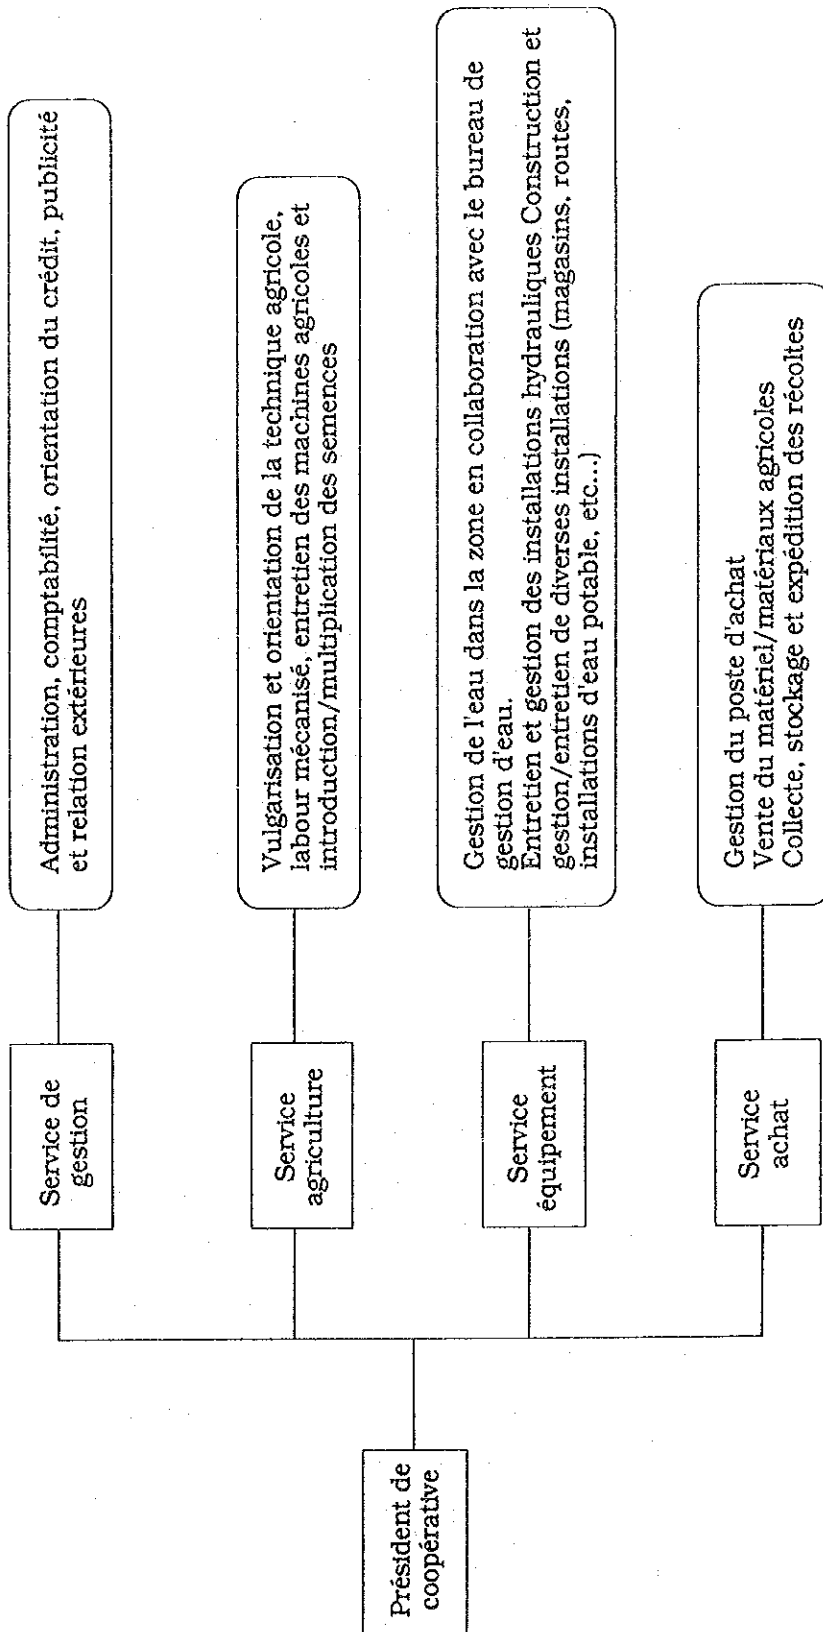 Président de
coopérative
Service de
gestion
Administration, comptabilité, orientation du crédit, publicité
et relation extérieures
Service
agriculture
Vulgarisation et orientation de la technique agricole,
labour mécanisé, entretien des machines agricoles et
introduction/multiplication des semences
Service
équipement
Gestion de l'eau dans la zone en collaboration avec le bureau de
gestion d'eau.
Entretien et gestion des installations hydrauliques Construction et
gestion/entretien de diverses installations (magasins, routes,
installations d'eau potable, etc...)
Service
achat
Gestion du poste d'achat
Vente du matériel/matériaux agricoles
Collecte, stockage et expédition des récoltes